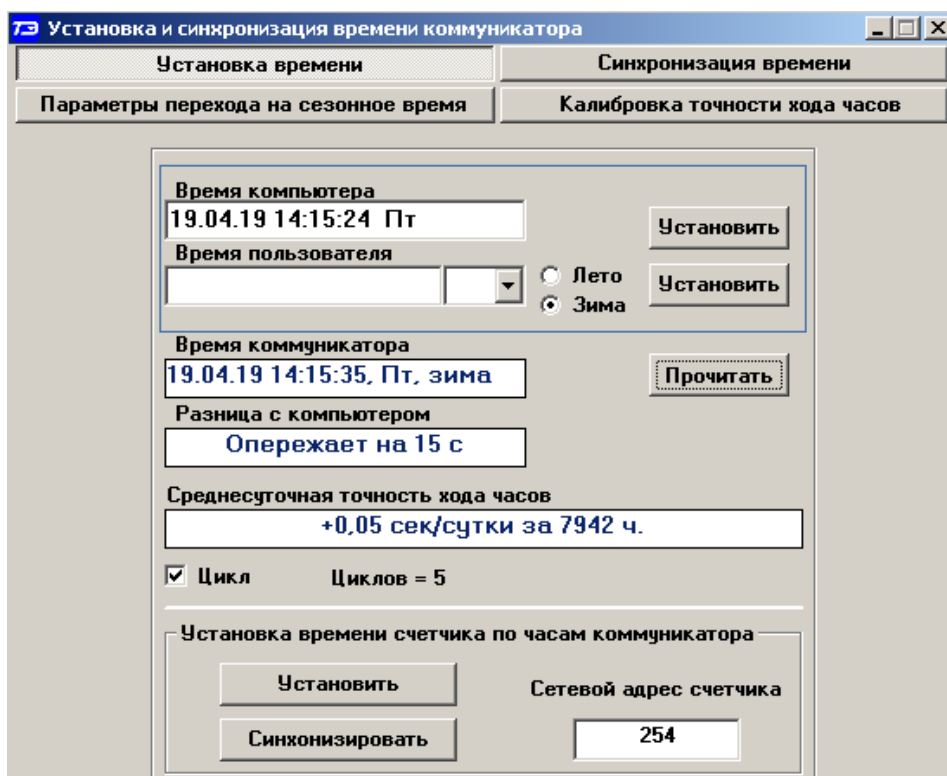 ТЭ Установка и синхронизация времени коммуникатора
Установка времени Синхронизация времени
Параметры перехода на сезонное время Калибровка точности хода часов
Время компьютера
19.04.19 14:15:24 Пт
Установить
Время пользователя
Лето
Зима
Установить
Время коммуникатора
19.04.19 14:15:35, Пт, зима
Прочитать
Разница с компьютером
Опережает на 15 с
Среднесуточная точность хода часов
+0,05 сек/сутки за 7942 ч.
Цикл Циклов = 5
Установка времени счетчика по часам коммуникатора
Установить
Сетевой адрес счетчика
Синхонизировать
254